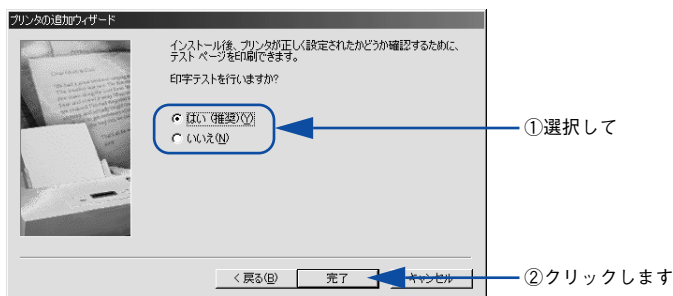 プリンタの追加ウィザード
インストール後、プリンタが正しく設定されたかどうか確認するために、
テスト ページを印刷できます。
印字テストを行いますか?
はい (推奨)(Y)
いいえ(N)
①選択して
< 戻る(B)
完了
キャンセル
②クリックします